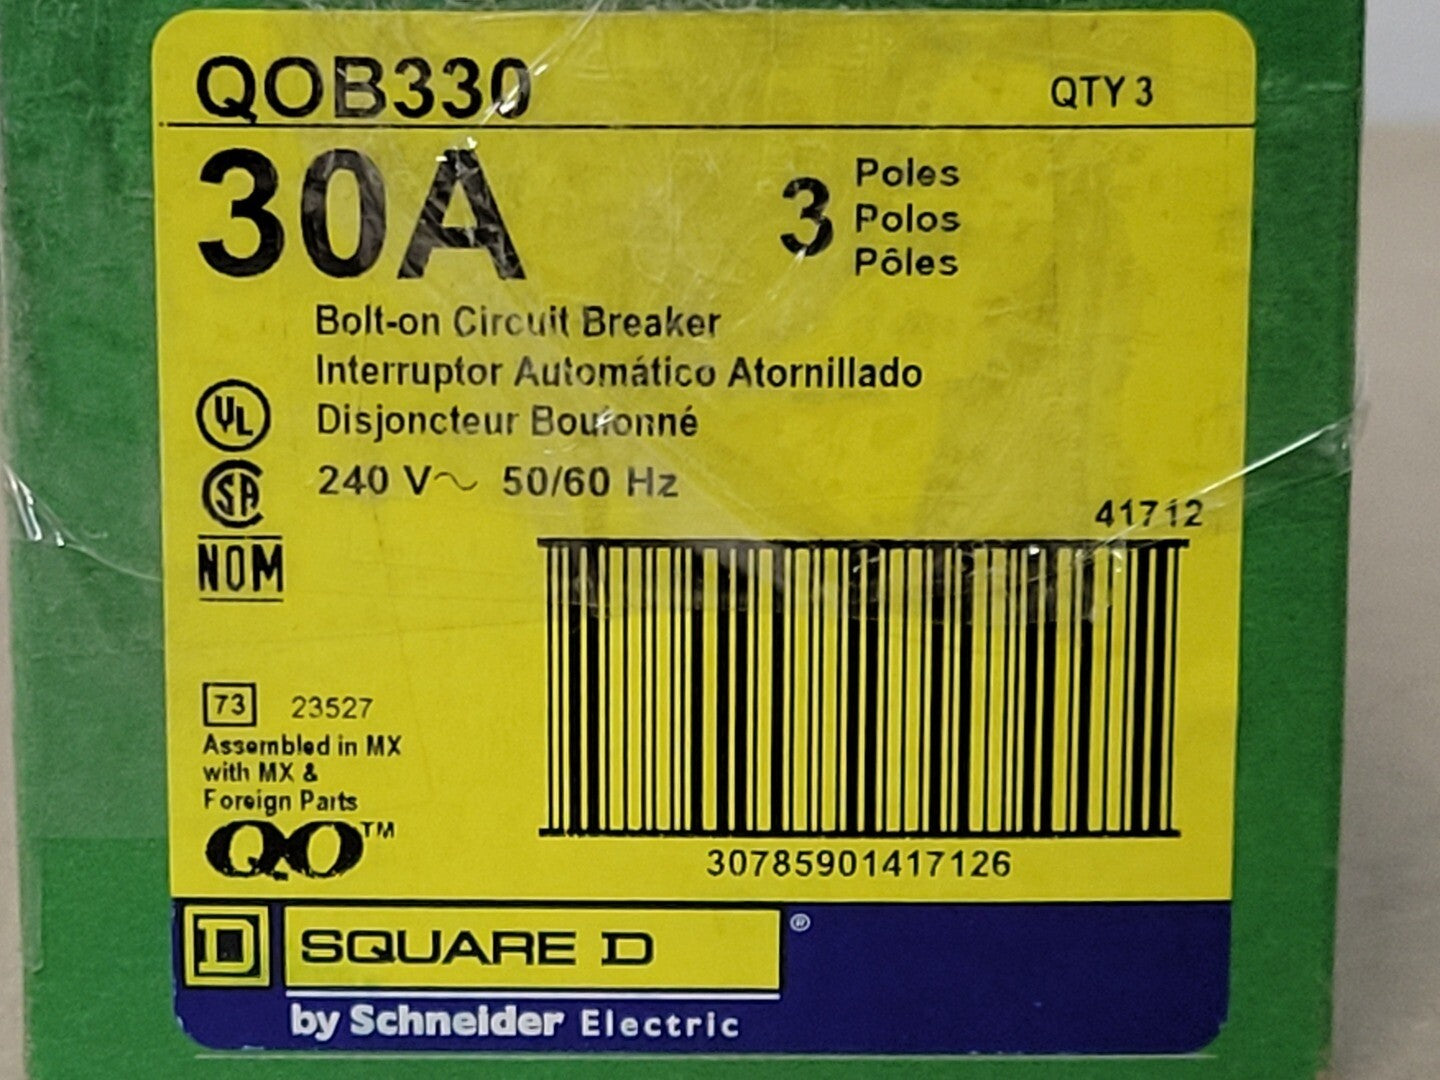 QOB330 QTY 3
30A 3 Poles
Polos
Pôles
Bolt-on Circuit Breaker
Interruptor Automático Atornillado
Disjoncteur Boulonné
240 V~ 50/60 Hz
UL
SA
NOM
41712
73 23527
Assembled in MX
with MX &
Foreign Parts
QO™
30785901417126
D SQUARE D®
by Schneider Electric